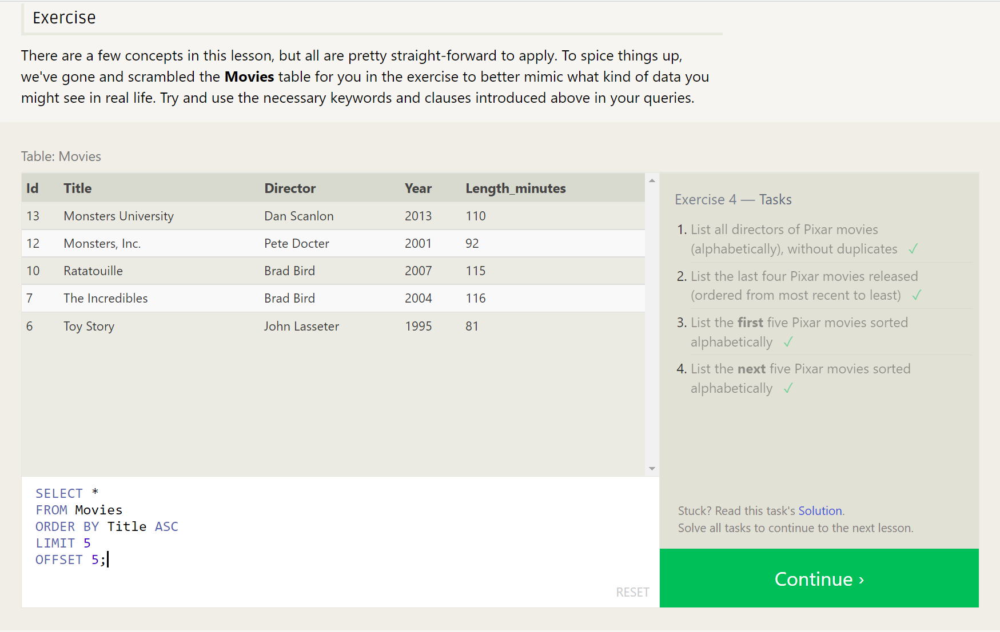 Exercise
There are a few concepts in this lesson, but all are pretty straight-forward to apply. To spice things up,
we've gone and scrambled the Movies table for you in the exercise to better mimic what kind of data you
might see in real life. Try and use the necessary keywords and clauses introduced above in your queries.
Table: Movies
Id Title Director Year Length_minutes
13 Monsters University Dan Scanlon 2013 110
12 Monsters, Inc. Pete Docter 2001 92
10 Ratatouille Brad Bird 2007 115
7 The Incredibles Brad Bird 2004 116
6 Toy Story John Lasseter 1995 81
SELECT *
FROM Movies
ORDER BY Title ASC
LIMIT 5
OFFSET 5;
RESET
Exercise 4 — Tasks
1. List all directors of Pixar movies
(alphabetically), without duplicates ✓
2. List the last four Pixar movies released
(ordered from most recent to least) ✓
3. List the first five Pixar movies sorted
alphabetically ✓
4. List the next five Pixar movies sorted
alphabetically ✓
Stuck? Read this task's Solution.
Solve all tasks to continue to the next lesson.
Continue ›